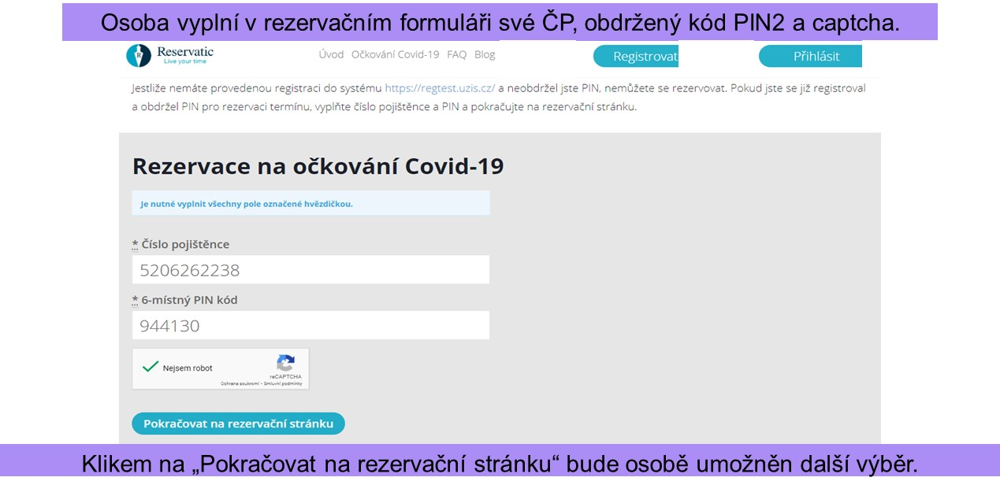 Osoba vyplní v rezervačním formuláři své ČP, obdržený kód PIN2 a captcha.
Reservatic
Live your time
Úvod Očkování Covid-19 FAQ Blog
Registrovat
Přihlásit
Jestliže nemáte provedenou registraci do systému https://regtest.uzis.cz/ a neobdržel jste PIN, nemůžete se rezervovat. Pokud jste se již registroval
a obdržel PIN pro rezervaci termínu, vyplňte číslo pojištěnce a PIN a pokračujte na rezervační stránku.
Rezervace na očkování Covid-19
Je nutné vyplnit všechny pole označené hvězdičkou.
* Číslo pojištěnce
5206262238
* 6-místný PIN kód
944130
Nejsem robot
reCAPTCHA
Ochrana soukromí - Smluvní podmínky
Pokračovat na rezervační stránku
Klikem na „Pokračovat na rezervační stránku“ bude osobě umožněn další výběr.